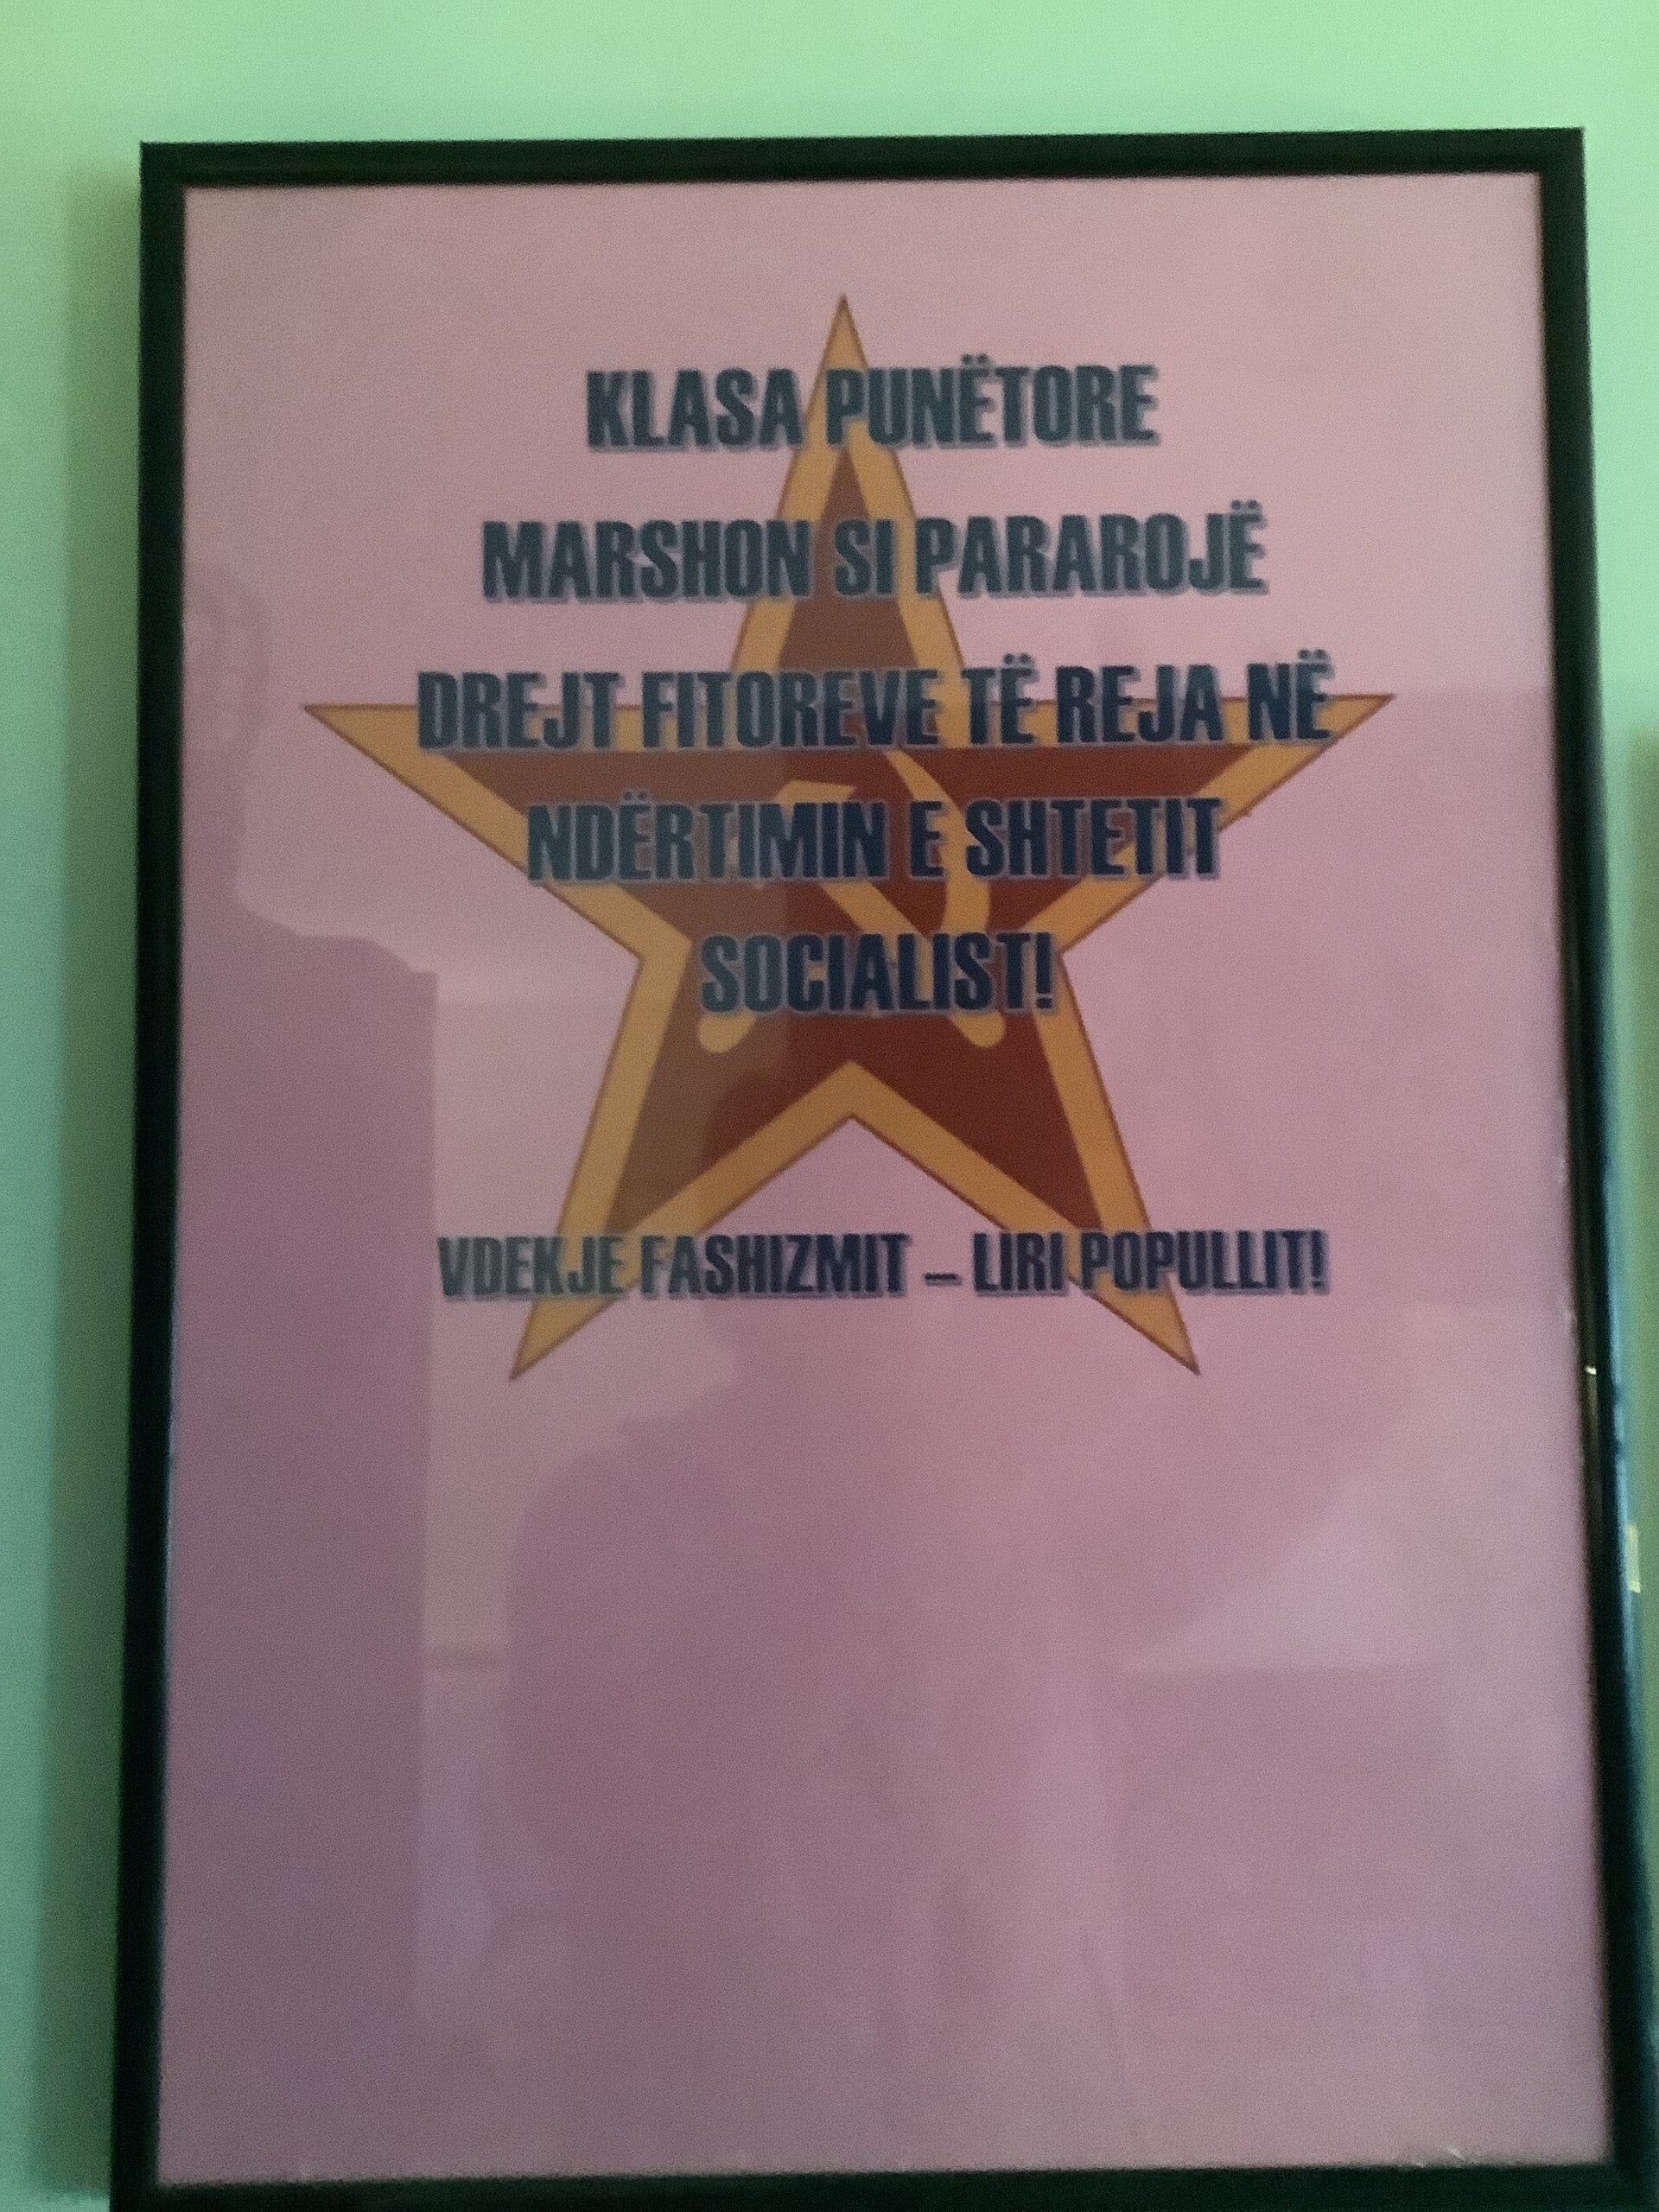 KLASA PUNËTORE
MARSHON SI PARAROJË
DREJT FITOREVE TË REJA NË
NDËRTIMIN E SHTETIT
SOCIALIST!
VDEKJE FASHIZMIT – LIRI POPULLIT!